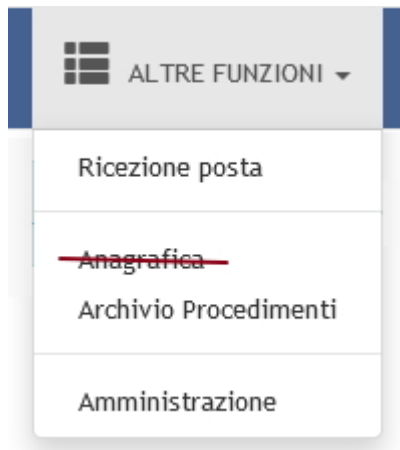 ALTRE FUNZIONI
Ricezione posta
Anagrafica
Archivio Procedimenti
Amministrazione